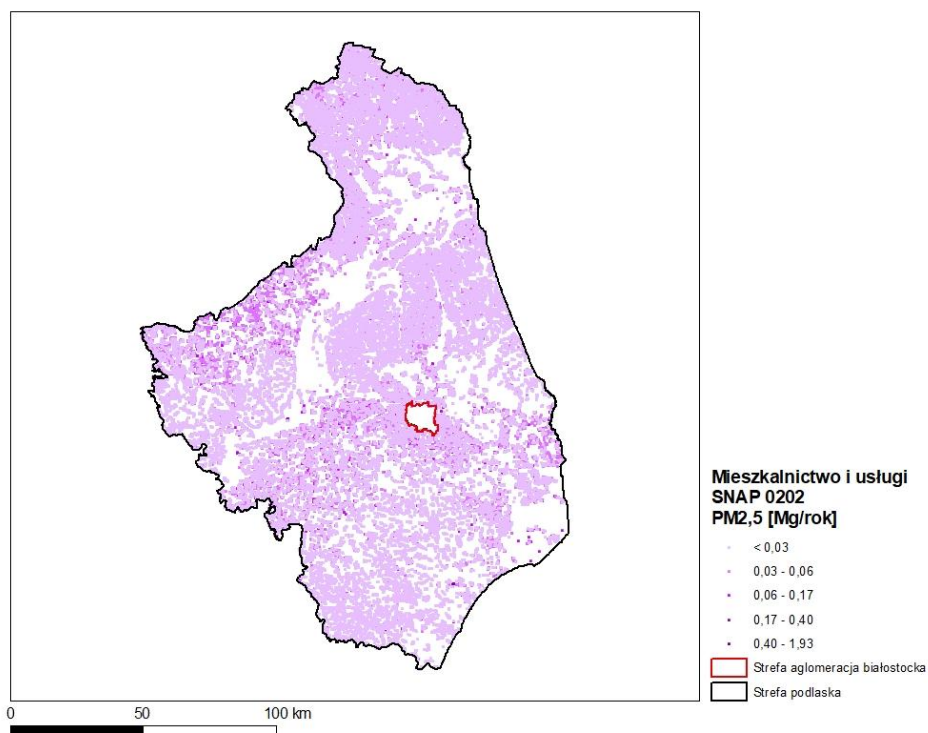 Mieszkalnictwo i usługi
SNAP 0202
PM2,5 [Mg/rok]
< 0,03
0,03 - 0,06
0,06 - 0,17
0,17 - 0,40
0,40 - 1,93
Strefa aglomeracja białostocka
Strefa podlaska
0 50 100 km